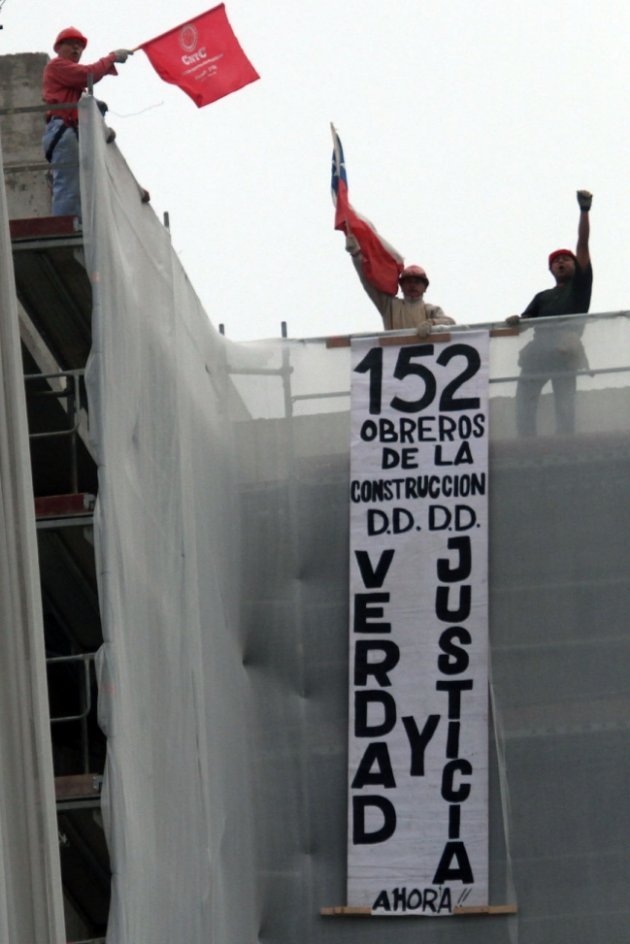 CNTC
152
OBREROS
DE LA
CONSTRUCCION
D.D. D.D.
VERDAD
Y
JUSTICIA
AHORA!!